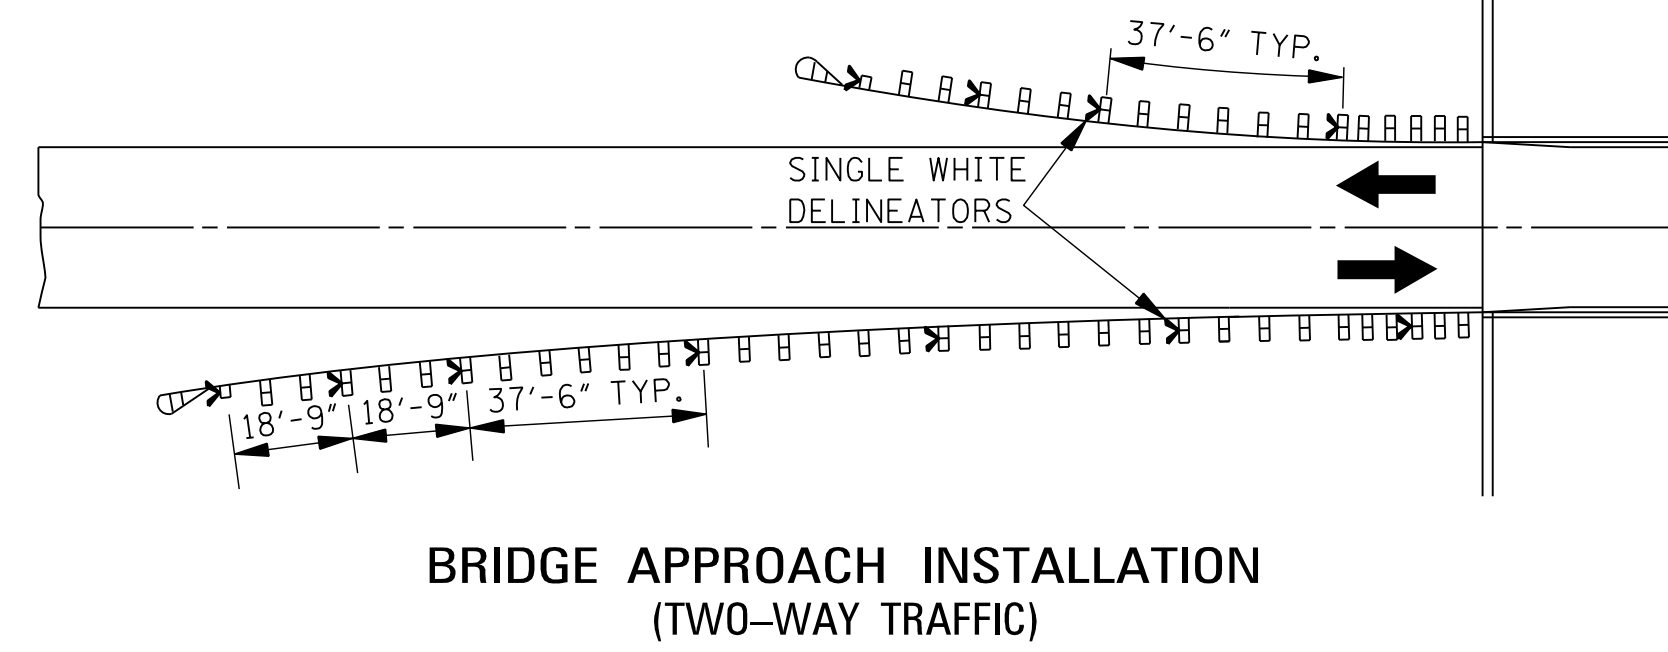 37'-6" TYP.
SINGLE WHITE
DELINEATORS
18'-9" 18'-9" 37'-6" TYP.
BRIDGE APPROACH INSTALLATION
(TWO–WAY TRAFFIC)